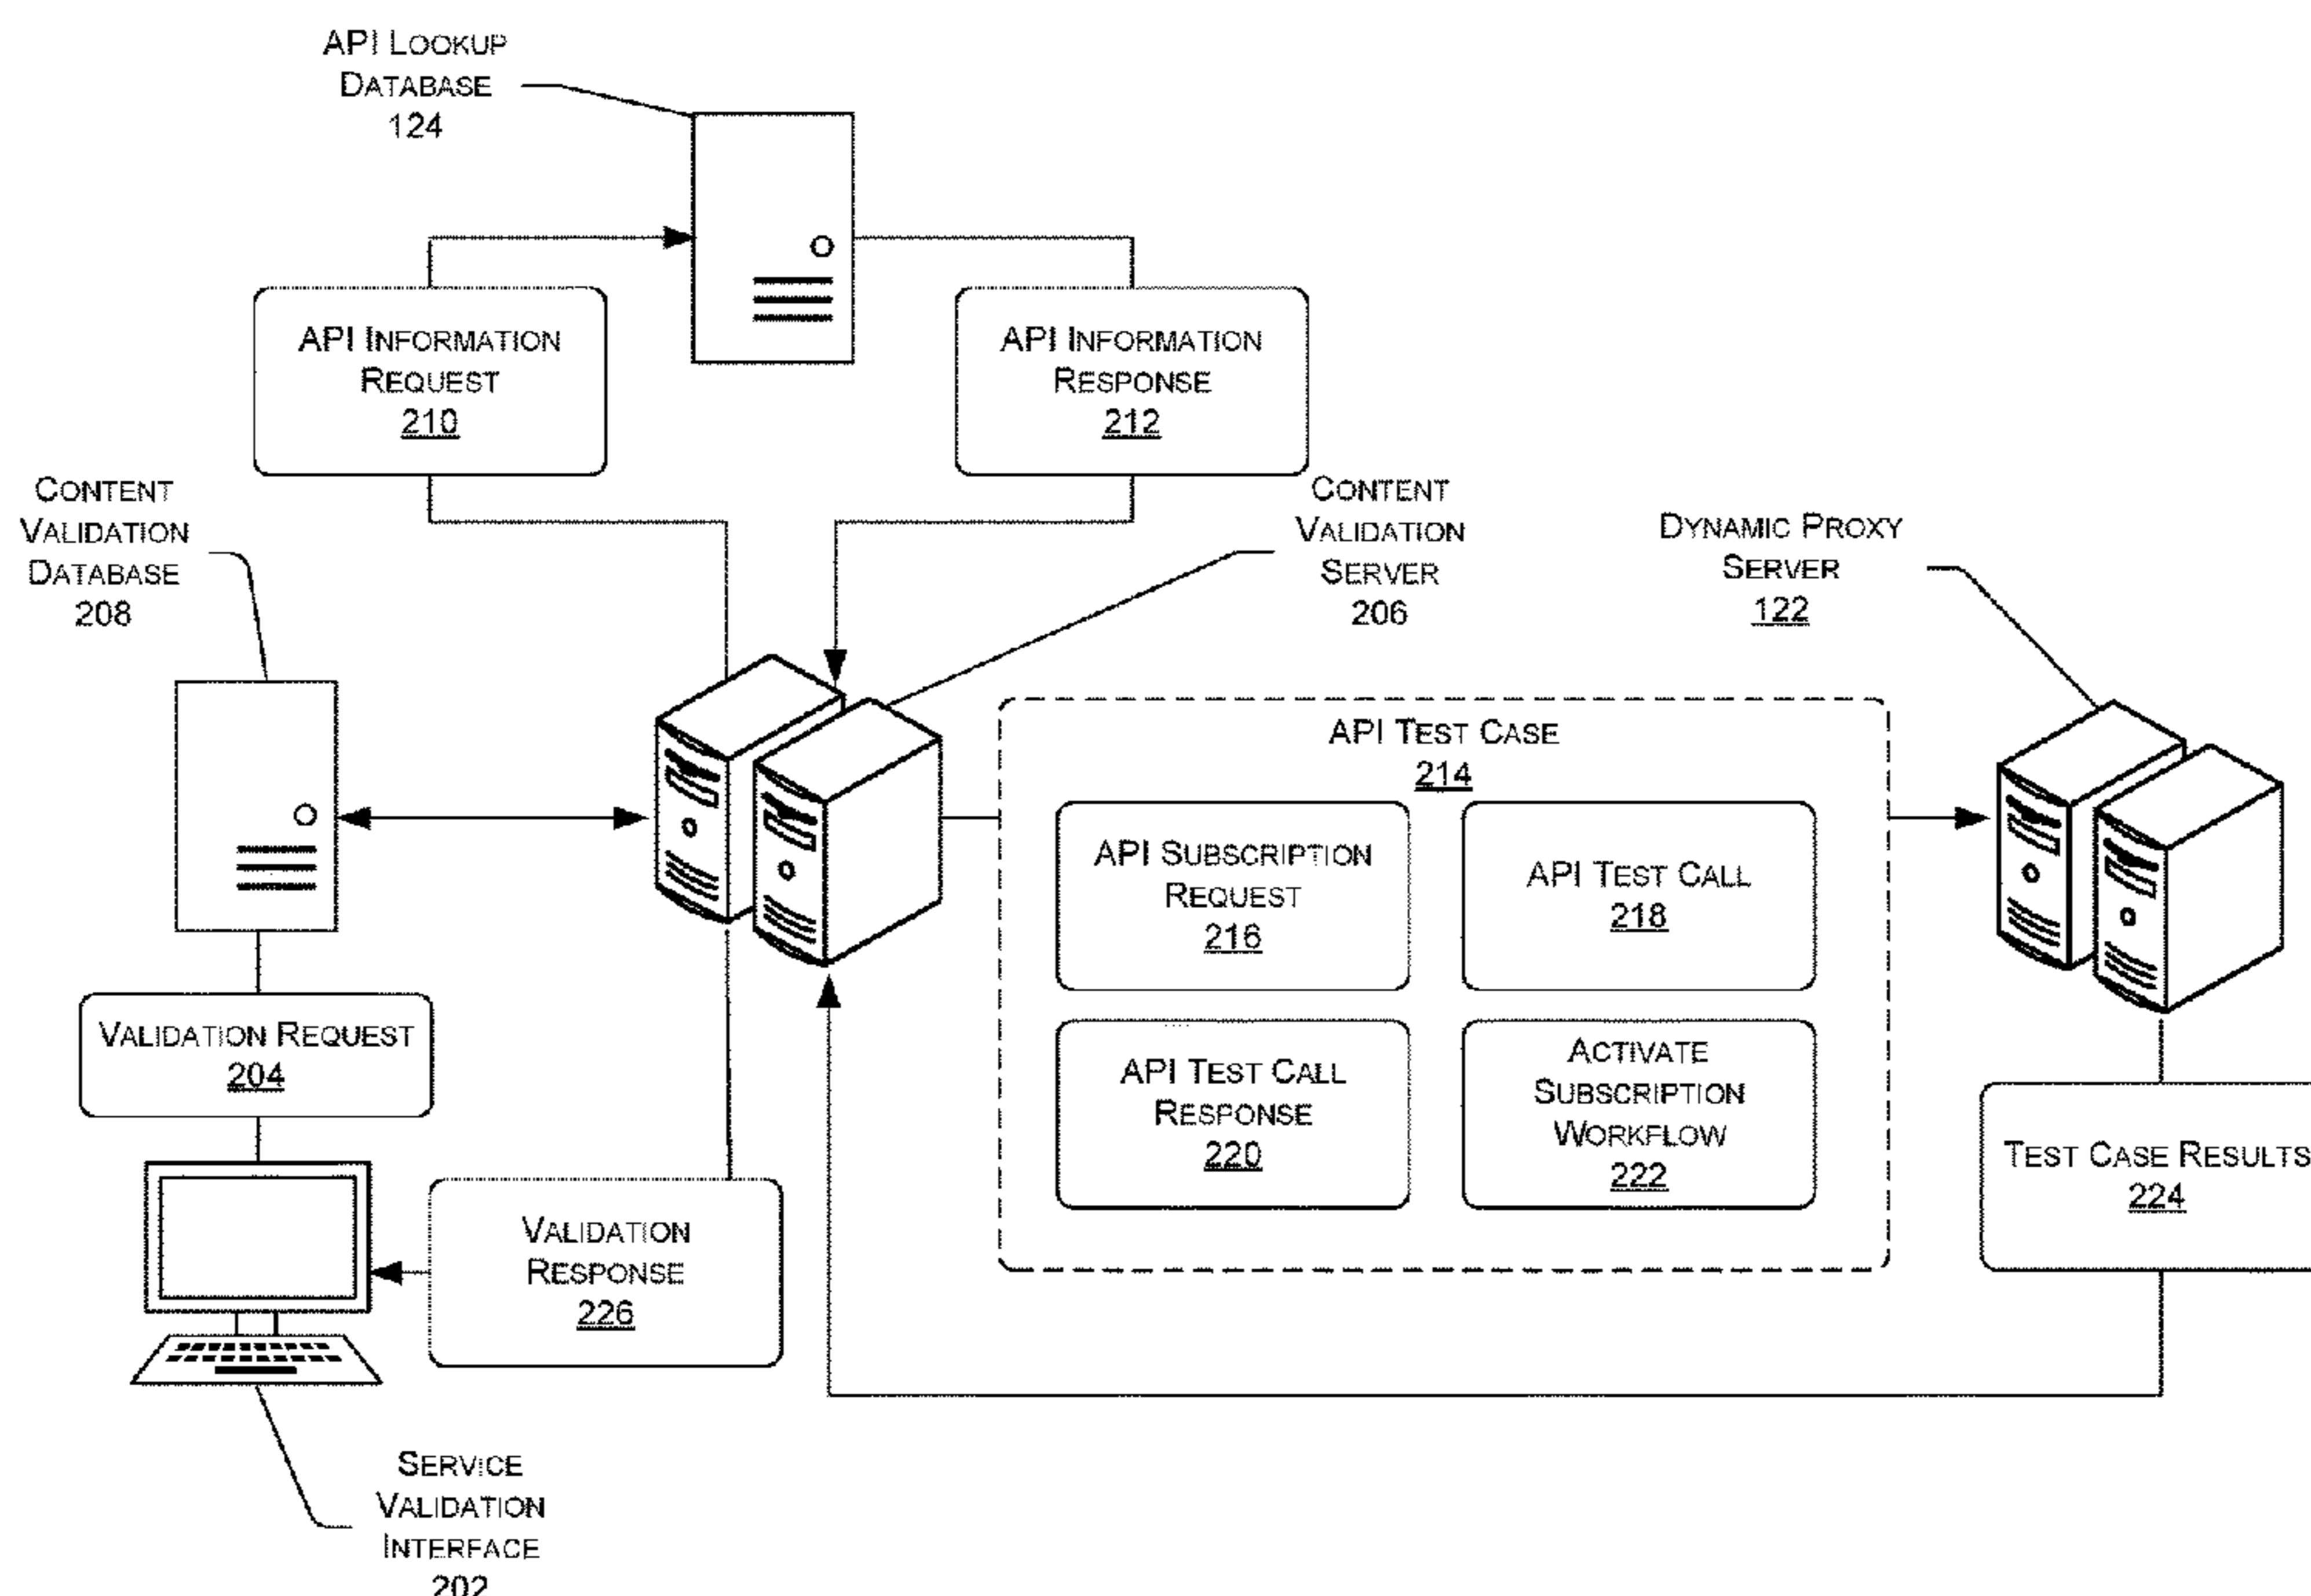 API LOOKUP
DATABASE
124
API INFORMATION
REQUEST
210
API INFORMATION
RESPONSE
212
CONTENT
VALIDATION
DATABASE
208
CONTENT
VALIDATION
SERVER
206
DYNAMIC PROXY
SERVER
122
API TEST CASE
214
API SUBSCRIPTION
REQUEST
216
API TEST CALL
218
VALIDATION REQUEST
204
API TEST CALL
RESPONSE
220
ACTIVATE
SUBSCRIPTION
WORKFLOW
222
TEST CASE RESULTS
224
VALIDATION
RESPONSE
226
SERVICE
VALIDATION
INTERFACE
202